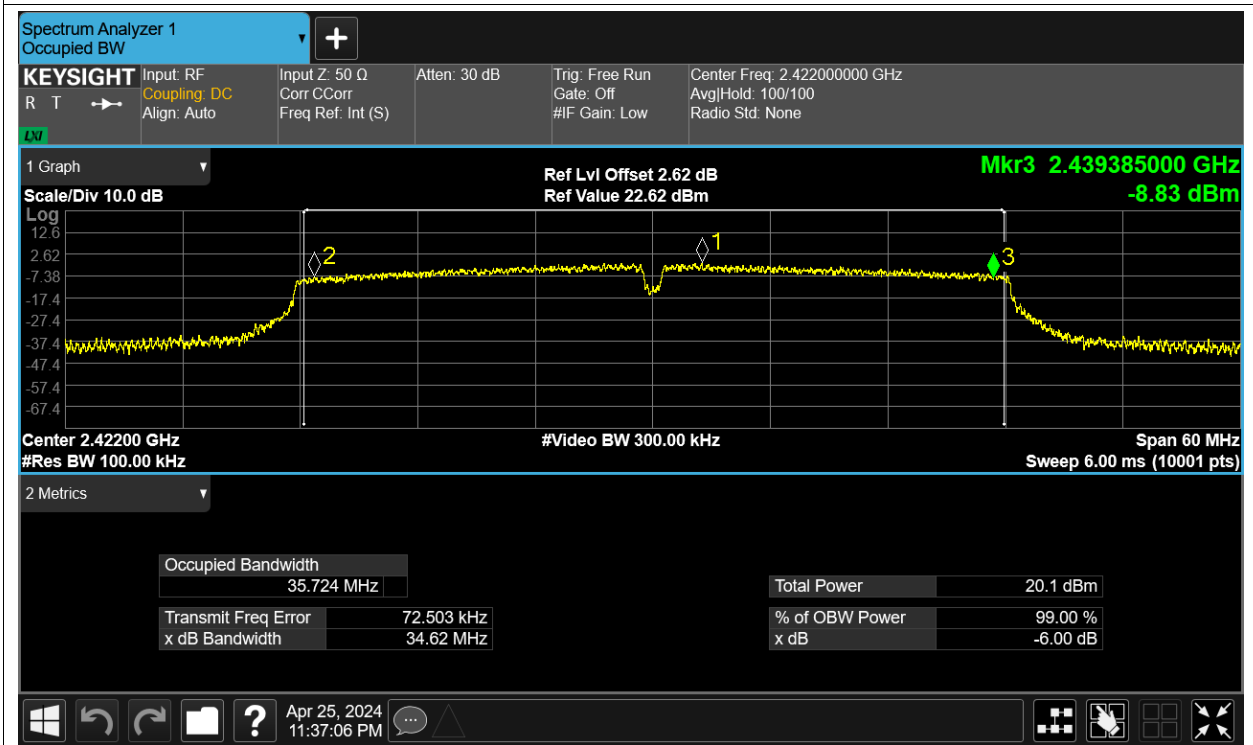 Spectrum Analyzer 1
Occupied BW
KEYSIGHT
R T
LXI
Input: RF
Coupling: DC
Align: Auto
Input Z: 50 Ω
Corr CCorr
Freq Ref: Int (S)
Atten: 30 dB
Trig: Free Run
Gate: Off
#IF Gain: Low
Center Freq: 2.422000000 GHz
Avg|Hold: 100/100
Radio Std: None
1 Graph
Scale/Div 10.0 dB
Ref Lvl Offset 2.62 dB
Ref Value 22.62 dBm
Mkr3 2.439385000 GHz
-8.83 dBm
Log
12.6
2.62
-7.38
-17.4
-27.4
-37.4
-47.4
-57.4
-67.4
2
1
3
Center 2.42200 GHz
#Res BW 100.00 kHz
#Video BW 300.00 kHz
Span 60 MHz
Sweep 6.00 ms (10001 pts)
2 Metrics
Occupied Bandwidth
35.724 MHz
Transmit Freq Error 72.503 kHz
x dB Bandwidth 34.62 MHz
Total Power 20.1 dBm
% of OBW Power 99.00 %
x dB -6.00 dB
?
Apr 25, 2024
11:37:06 PM